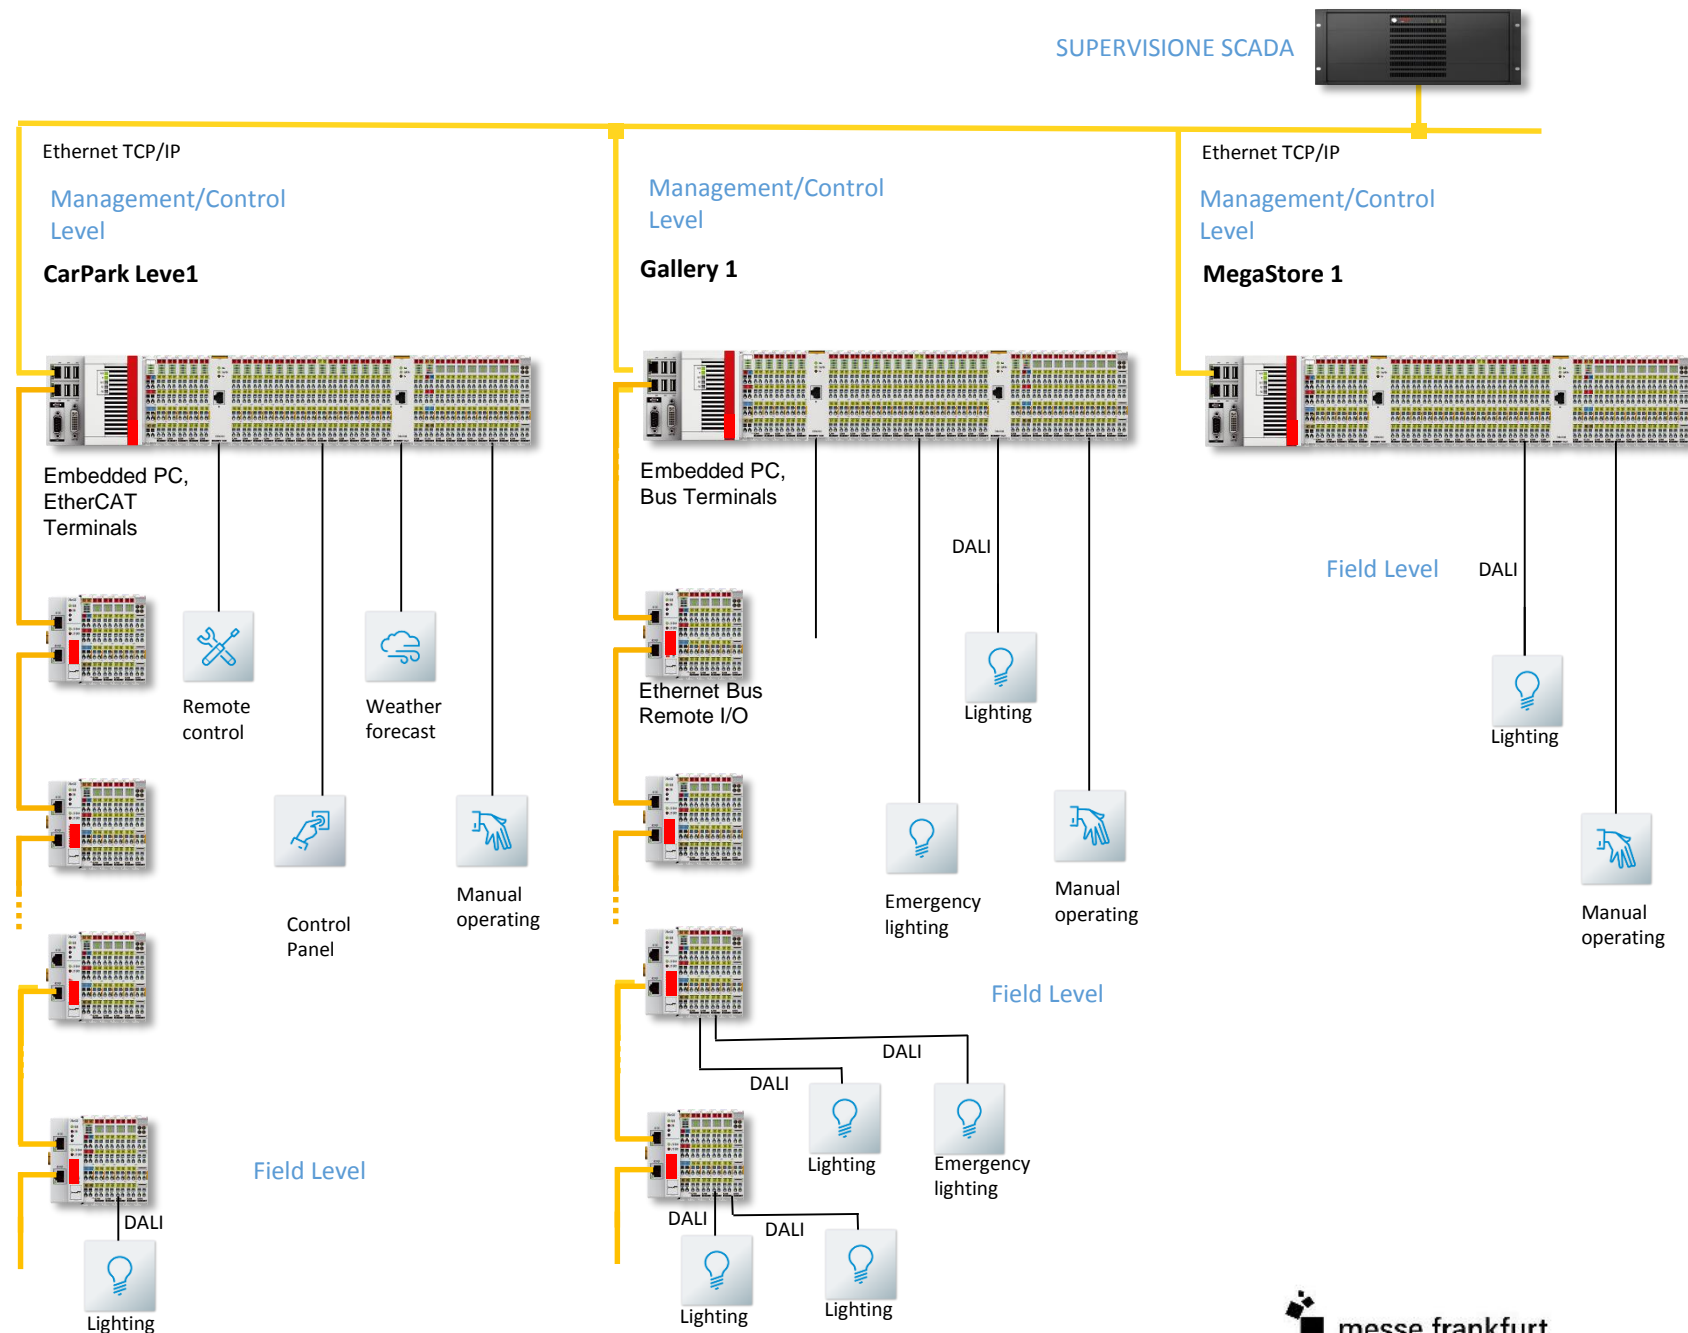 SUPERVISIONE SCADA
Ethernet TCP/IP
Management/Control
Level
CarPark Leve1
Management/Control
Level
Gallery 1
Ethernet TCP/IP
Management/Control
Level
MegaStore 1
Embedded PC,
EtherCAT
Terminals
Remote
control
Weather
forecast
Control
Panel
Manual
operating
Field Level
DALI
Lighting
Embedded PC,
Bus Terminals
Ethernet Bus
Remote I/O
DALI
Lighting
Emergency
lighting
Manual
operating
Field Level
DALI
DALI
Lighting
Emergency
lighting
DALI
DALI
Lighting
Lighting
Field Level
DALI
Lighting
Manual
operating
messe frankfurt